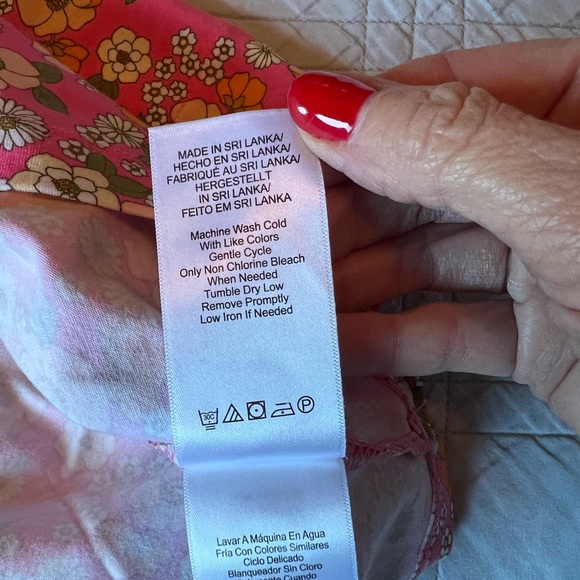 MADE IN SRI LANKA/
HECHO EN SRI LANKA/
FABRIQUÉ AU SRI LANKA/
HERGESTELLT
IN SRI LANKA/
FEITO EM SRI LANKA
Machine Wash Cold
With Like Colors
Gentle Cycle
Only Non Chlorine Bleach
When Needed
Tumble Dry Low
Remove Promptly
Low Iron If Needed
30C P
Lavar A Máquina En Agua
Fría Con Colores Similares
Ciclo Delicado
Blanqueador Sin Cloro
Cuando